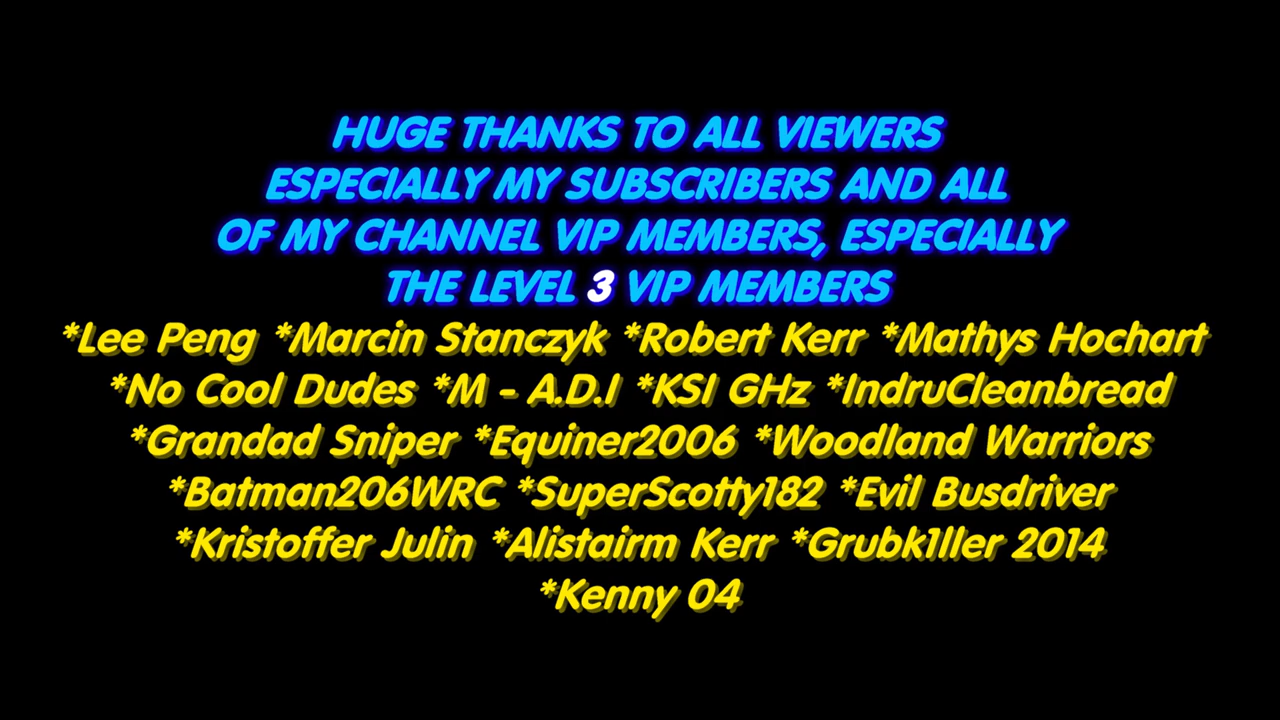 HUGE THANKS TO ALL VIEWERS
ESPECIALLY MY SUBSCRIBERS AND ALL
OF MY CHANNEL VIP MEMBERS, ESPECIALLY
THE LEVEL 3 VIP MEMBERS
*Lee Peng *Marcin Stanczyk *Robert Kerr *Mathys Hochart
*No Cool Dudes *M - A.D.I *KSI GHz *IndruCleanbread
*Grandad Sniper *Equiner2006 *Woodland Warriors
*Batman206WRC *SuperScotty182 *Evil Busdriver
*Kristoffer Julin *Alistairm Kerr *Grubk1ller 2014
*Kenny 04